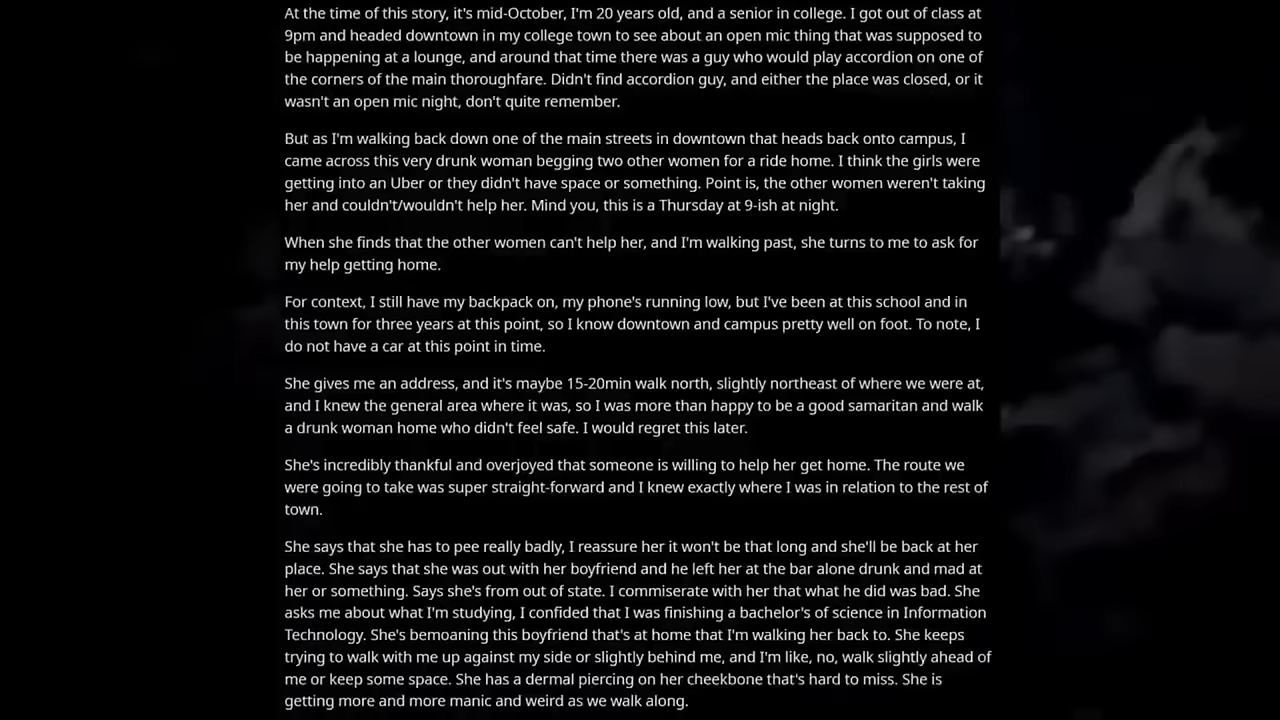 At the time of this story, it's mid-October, I'm 20 years old, and a senior in college. I got out of class at
9pm and headed downtown in my college town to see about an open mic thing that was supposed to
be happening at a lounge, and around that time there was a guy who would play accordion on one of
the corners of the main thoroughfare. Didn't find accordion guy, and either the place was closed, or it
wasn't an open mic night, don't quite remember.
But as I'm walking back down one of the main streets in downtown that heads back onto campus, I
came across this very drunk woman begging two other women for a ride home. I think the girls were
getting into an Uber or they didn't have space or something. Point is, the other women weren't taking
her and couldn't/wouldn't help her. Mind you, this is a Thursday at 9-ish at night.
When she finds that the other women can't help her, and I'm walking past, she turns to me to ask for
my help getting home.
For context, I still have my backpack on, my phone's running low, but I've been at this school and in
this town for three years at this point, so I know downtown and campus pretty well on foot. To note, I
do not have a car at this point in time.
She gives me an address, and it's maybe 15-20min walk north, slightly northeast of where we were at,
and I knew the general area where it was, so I was more than happy to be a good samaritan and walk
a drunk woman home who didn't feel safe. I would regret this later.
She's incredibly thankful and overjoyed that someone is willing to help her get home. The route we
were going to take was super straight-forward and I knew exactly where I was in relation to the rest of
town.
She says that she has to pee really badly, I reassure her it won't be that long and she'll be back at her
place. She says that she was out with her boyfriend and he left her at the bar alone drunk and mad at
her or something. Says she's from out of state. I commiserate with her that what he did was bad. She
asks me about what I'm studying, I confided that I was finishing a bachelor's of science in Information
Technology. She's bemoaning this boyfriend that's at home that I'm walking her back to. She keeps
trying to walk with me up against my side or slightly behind me, and I'm like, no, walk slightly ahead of
me or keep some space. She has a dermal piercing on her cheekbone that's hard to miss. She is
getting more and more manic and weird as we walk along.